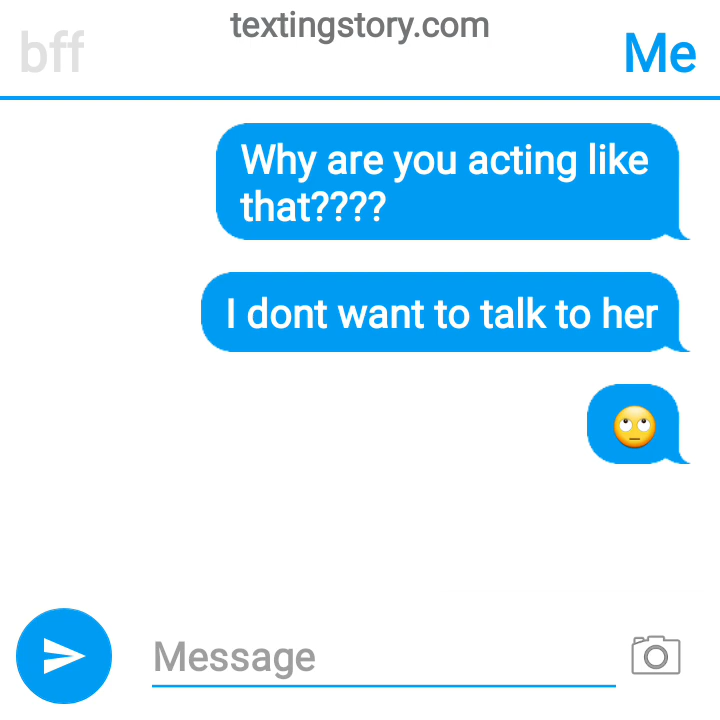 textingstory.com
bff
Me
Why are you acting like
that????
I dont want to talk to her
🙄
Message